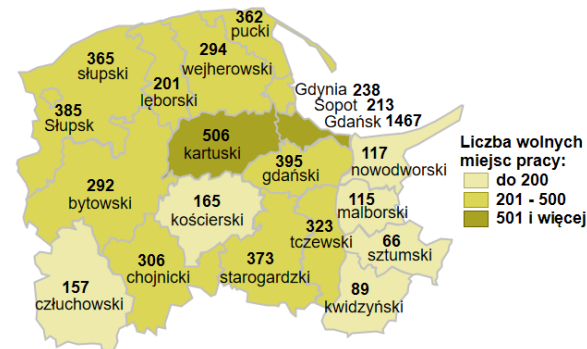 362
pucki
294
wejherowski
365
słupski
201
lęborski
385
Słupsk
Gdynia 238
Sopot 213
Gdańsk 1467
506
kartuski
395
gdański
117
nowodworski
292
bytowski
165
kościerski
115
malborski
323
tczewski
66
sztumski
306
chojnicki
373
starogardzki
157
człuchowski
89
kwidzyński
Liczba wolnych
miejsc pracy:
do 200
201 - 500
501 i więcej